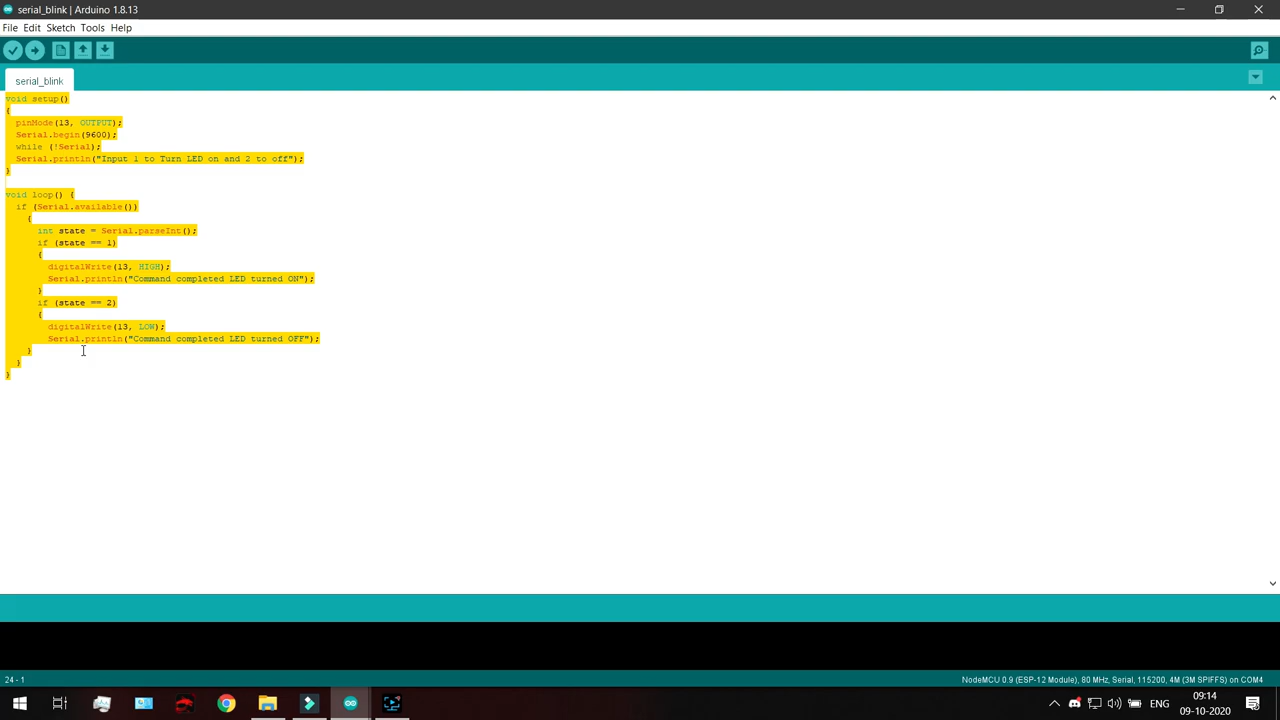 serial_blink | Arduino 1.8.13
File Edit Sketch Tools Help
serial_blink
void setup()
{
pinMode(13, OUTPUT);
Serial.begin(9600);
while (!Serial);
Serial.println("Input 1 to Turn LED on and 2 to off");
}
void loop() {
if (Serial.available())
{
int state = Serial.parseInt();
if (state == 1)
{
digitalWrite(13, HIGH);
Serial.println("Command completed LED turned ON");
}
if (state == 2)
{
digitalWrite(13, LOW);
Serial.println("Command completed LED turned OFF");
}
}
}
24 - 1
NodeMCU 0.9 (ESP-12 Module), 80 MHz, Serial, 115200, 4M (3M SPIFFS) on COM4
ENG
09:14
09-10-2020